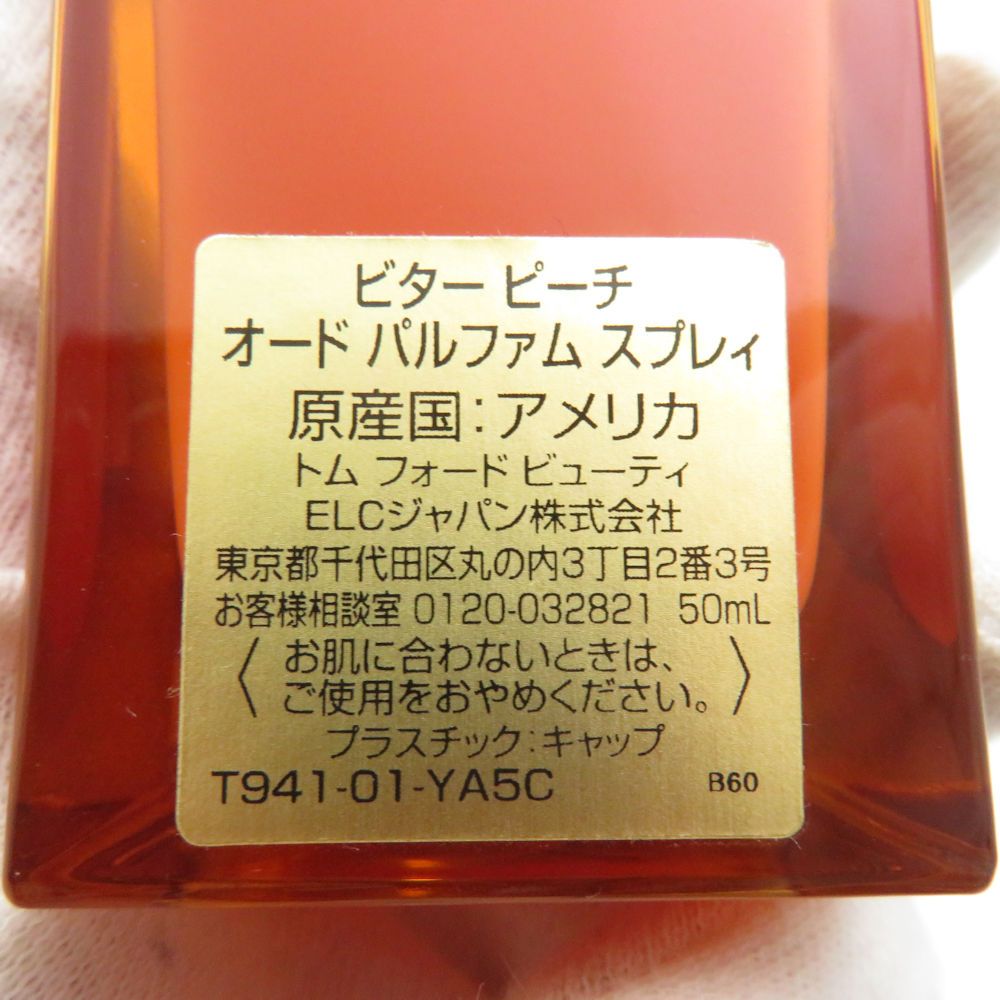 ビター ピーチ
オード パルファム スプレィ
原産国:アメリカ
トム フォード ビューティ
ELCジャパン株式会社
東京都千代田区丸の内3丁目2番3号
お客様相談室 0120-032821 50mL
〈お肌に合わないときは、
ご使用をおやめください。〉
プラスチック:キャップ
T941-01-YA5C B60